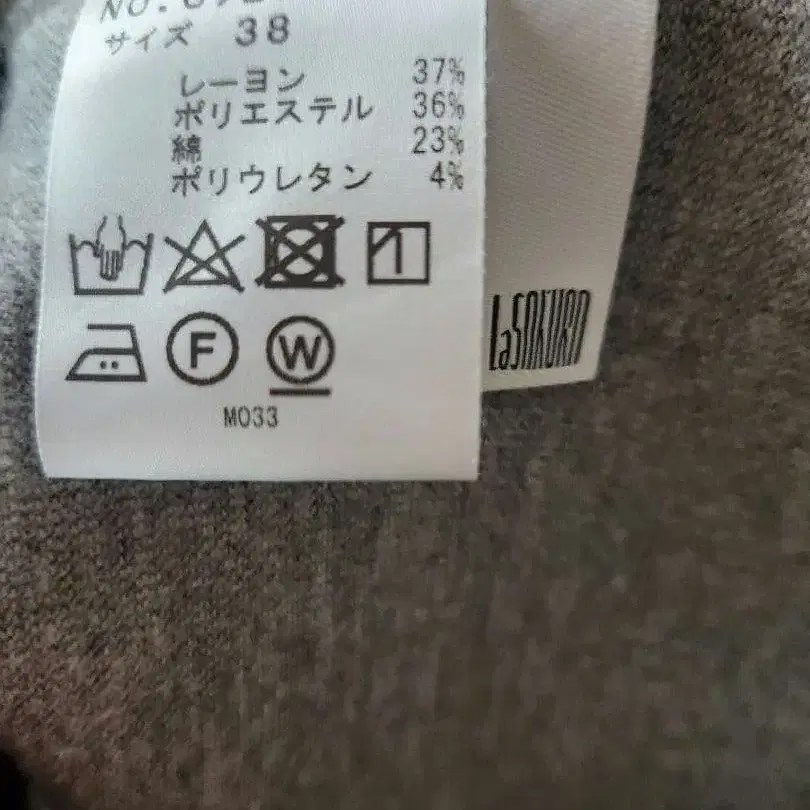 サイズ 38
レーヨン 37%
ポリエステル 36%
綿 23%
ポリウレタン 4%
F W
M033